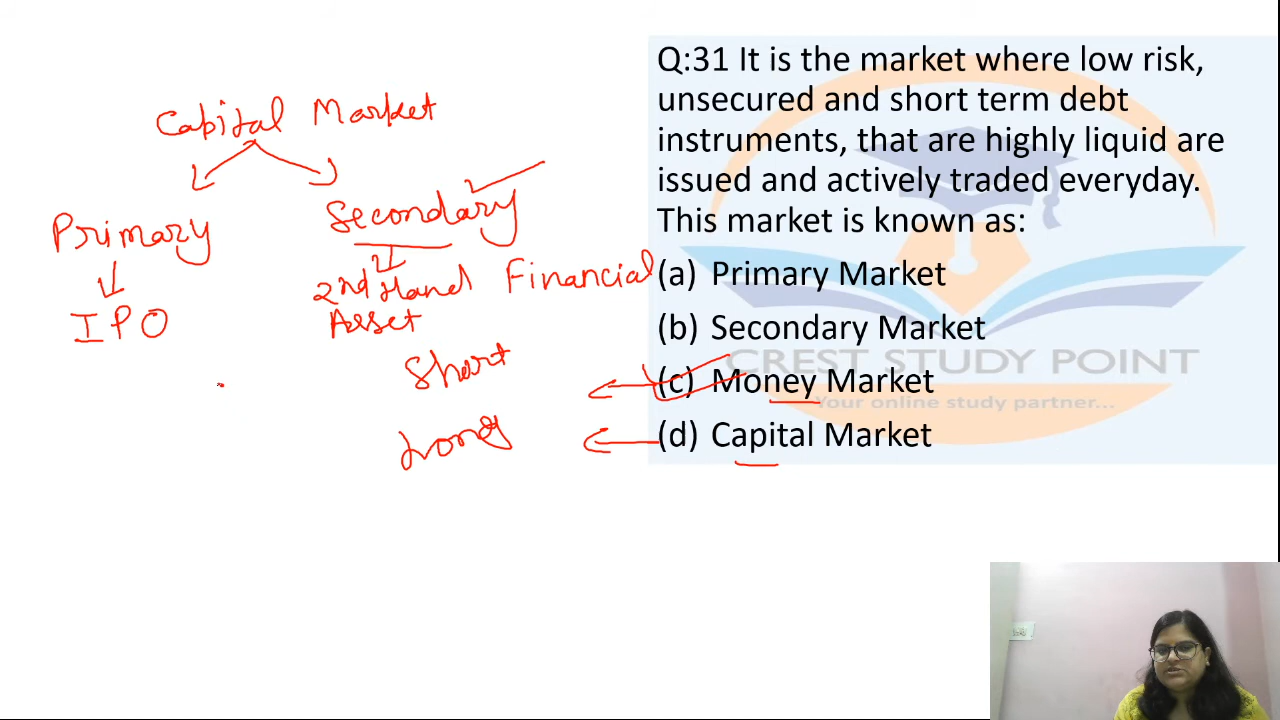 Capital Market
Primary
Secondary
IPO
2nd Hand Financial
Asset
Short
Long
Q:31 It is the market where low risk,
unsecured and short term debt
instruments, that are highly liquid are
issued and actively traded everyday.
This market is known as:
(a) Primary Market
(b) Secondary Market
(c) Money Market
(d) Capital Market
CREST STUDY POINT
Your online study partner...